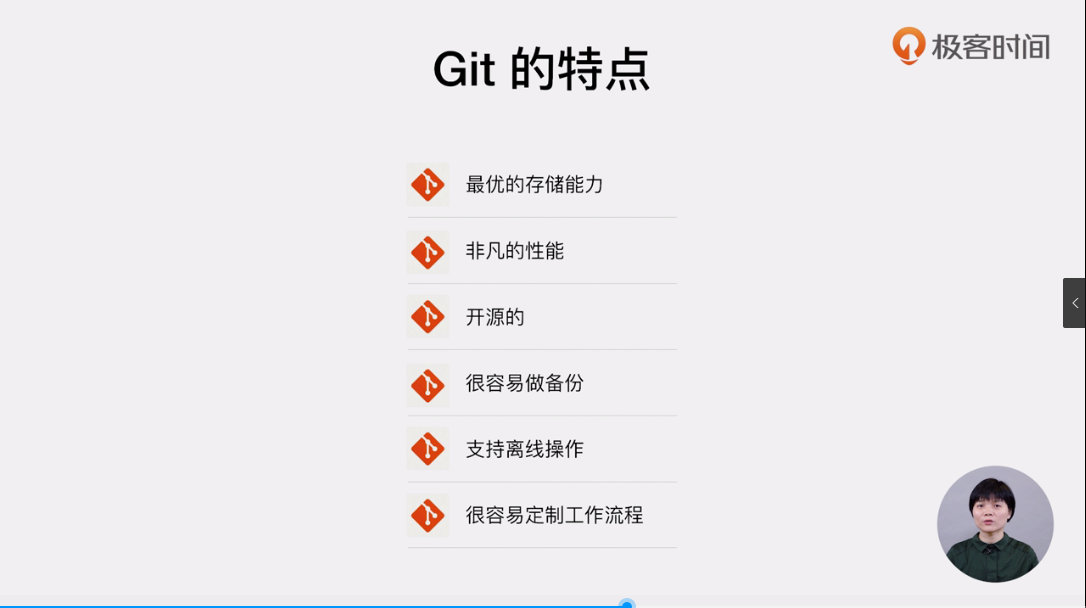 极客时间
Git 的特点
最优的存储能力
非凡的性能
开源的
很容易做备份
支持离线操作
很容易定制工作流程